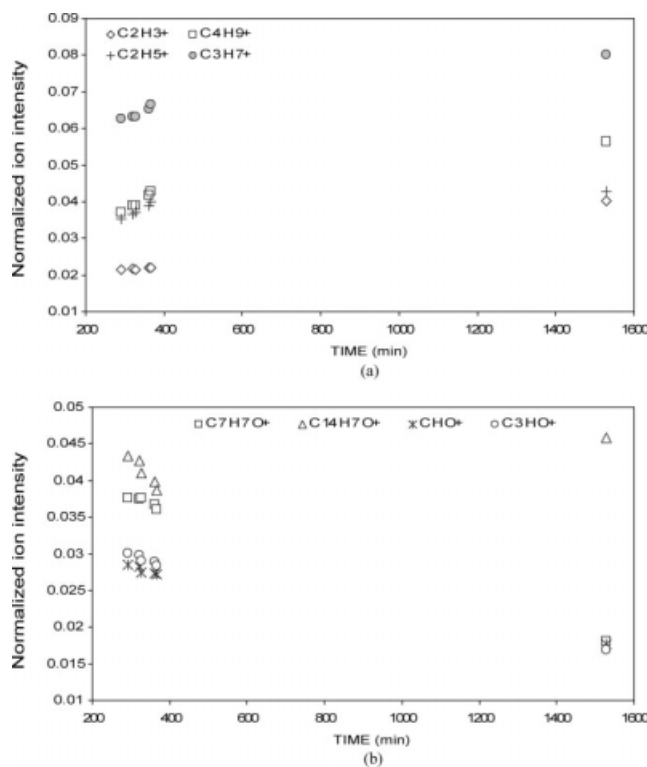 0.09
◇C2H3+ □C4H9+
+C2H5+ ●C3H7+
0.08
0.07
0.06
0.05
0.04
0.03
0.02
0.01
Normalized ion intensity
200 400 600 800 1000 1200 1400 1600
TIME (min)
(a)
0.05
□C7H7O+ △C14H7O+ ⁎CHO+ ○C3HO+
0.045
0.04
0.035
0.03
0.025
0.02
0.015
0.01
Normalized ion intensity
200 400 600 800 1000 1200 1400 1600
TIME (min)
(b)